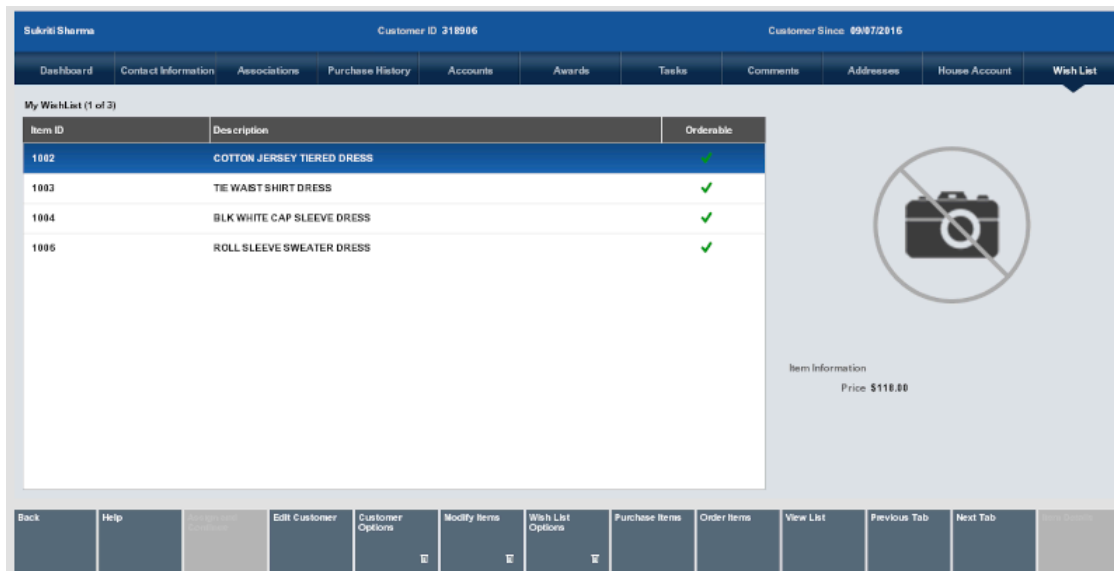 Sukriti Sharma Customer ID 318906 Customer Since 09/07/2016
Dashboard Contact Information Associations Purchase History Accounts Awards Tasks Comments Addresses House Account Wish List
My WishList (1 of 3)
Item ID Description Orderable
1002 COTTON JERSEY TIERED DRESS
1003 TIE WAIST SHIRT DRESS
1004 BLK WHITE CAP SLEEVE DRESS
1005 ROLL SLEEVE SWEATER DRESS
Item Information
Price $118.00
Back Help Edit Customer Customer Options Modify Items Wish List Options Purchase Items Order Items View List Previous Tab Next Tab